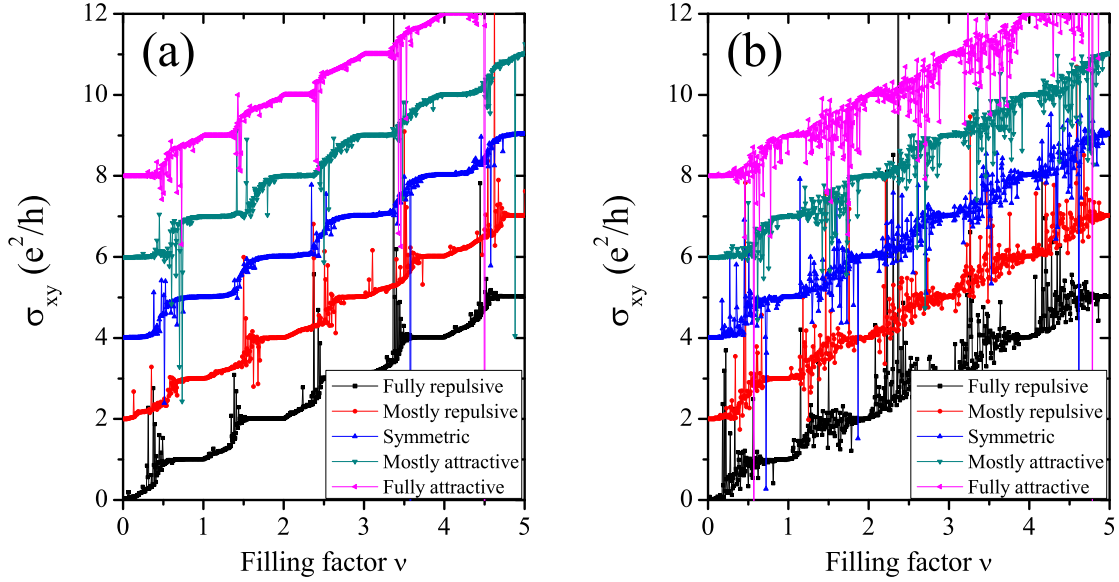 (a)
σxy (e²/h)
12
10
8
6
4
2
0
0 1 2 3 4 5
Filling factor ν
Fully repulsive
Mostly repulsive
Symmetric
Mostly attractive
Fully attractive
(b)
σxy (e²/h)
12
10
8
6
4
2
0
0 1 2 3 4 5
Filling factor ν
Fully repulsive
Mostly repulsive
Symmetric
Mostly attractive
Fully attractive